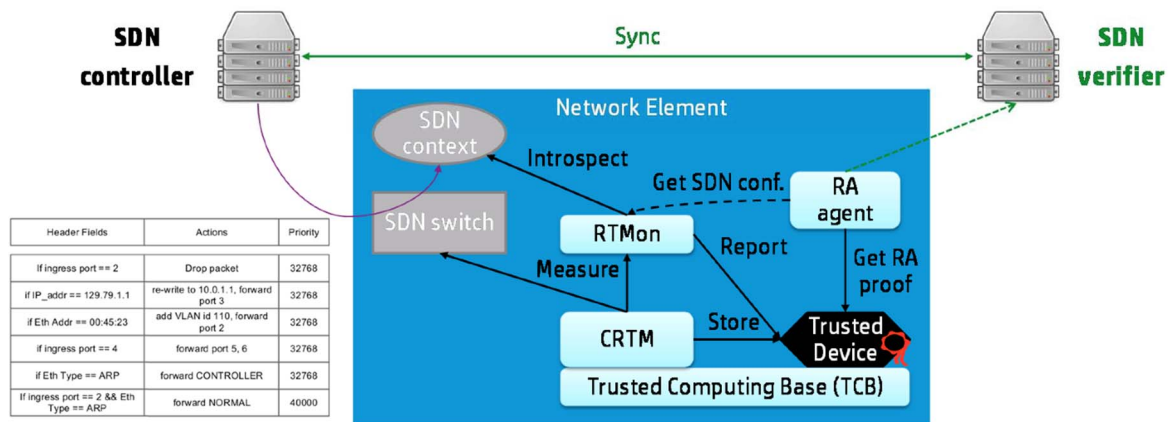 SDN
controller
Sync
SDN
verifier
Network Element
SDN
context
Introspect
Get SDN conf.
RA
agent
SDN switch
RTMon
Report
Get RA
proof
Measure
CRTM
Store
Trusted
Device
Trusted Computing Base (TCB)
Header Fields Actions Priority
If ingress port == 2 Drop packet 32768
if IP_addr == 129.79.1.1 re-write to 10.0.1.1, forward
port 3 32768
if Eth Addr == 00:45:23 add VLAN id 110, forward
port 2 32768
if ingress port == 4 forward port 5, 6 32768
if Eth Type == ARP forward CONTROLLER 32768
If ingress port == 2 && Eth
Type == ARP forward NORMAL 40000